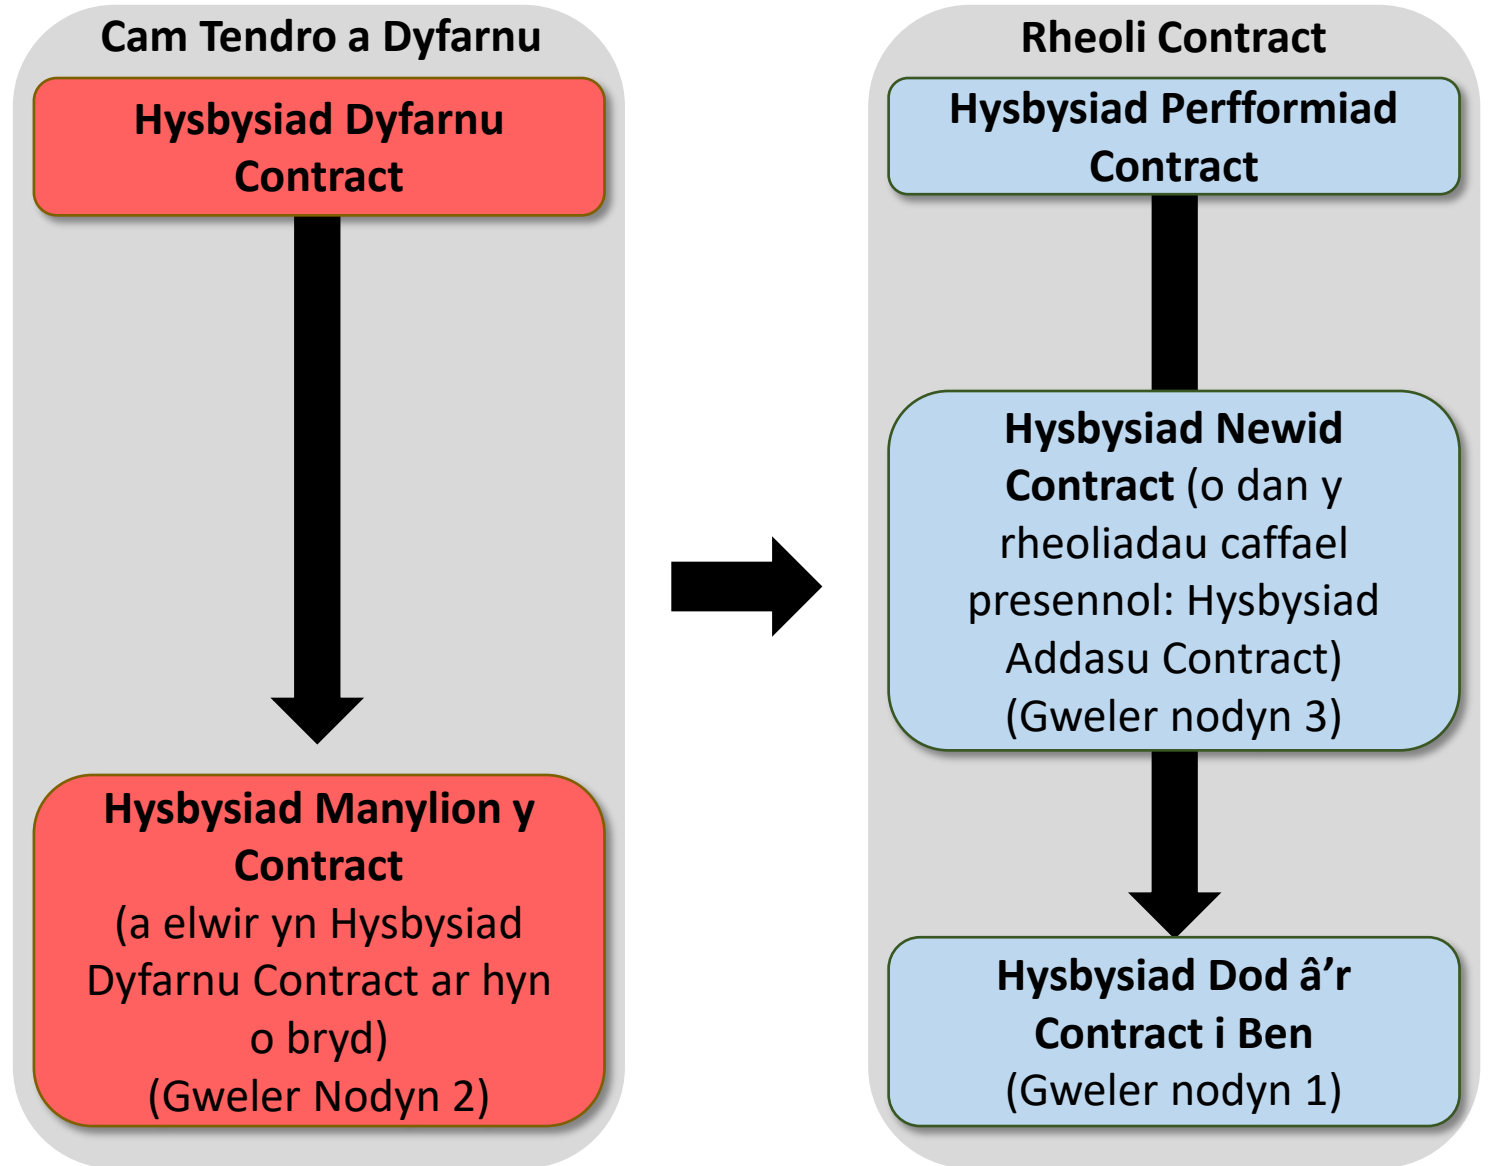 Cam Tendro a Dyfarnu
Hysbysiad Dyfarnu
Contract
Hysbysiad Manylion y
Contract
(a elwir yn Hysbysiad
Dyfarnu Contract ar hyn
o bryd)
(Gweler Nodyn 2)
Rheoli Contract
Hysbysiad Perfformiad
Contract
Hysbysiad Newid
Contract (o dan y
rheoliadau caffael
presennol: Hysbysiad
Addasu Contract)
(Gweler nodyn 3)
Hysbysiad Dod â’r
Contract i Ben
(Gweler nodyn 1)